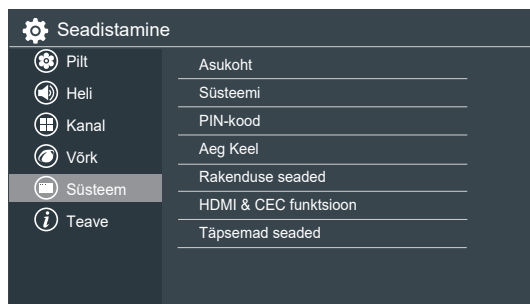 Seadistamine
Pilt
Heli
Kanal
Võrk
Süsteem
Teave
Asukoht
Süsteemi
PIN-kood
Aeg Keel
Rakenduse seaded
HDMI & CEC funktsioon
Täpsemad seaded